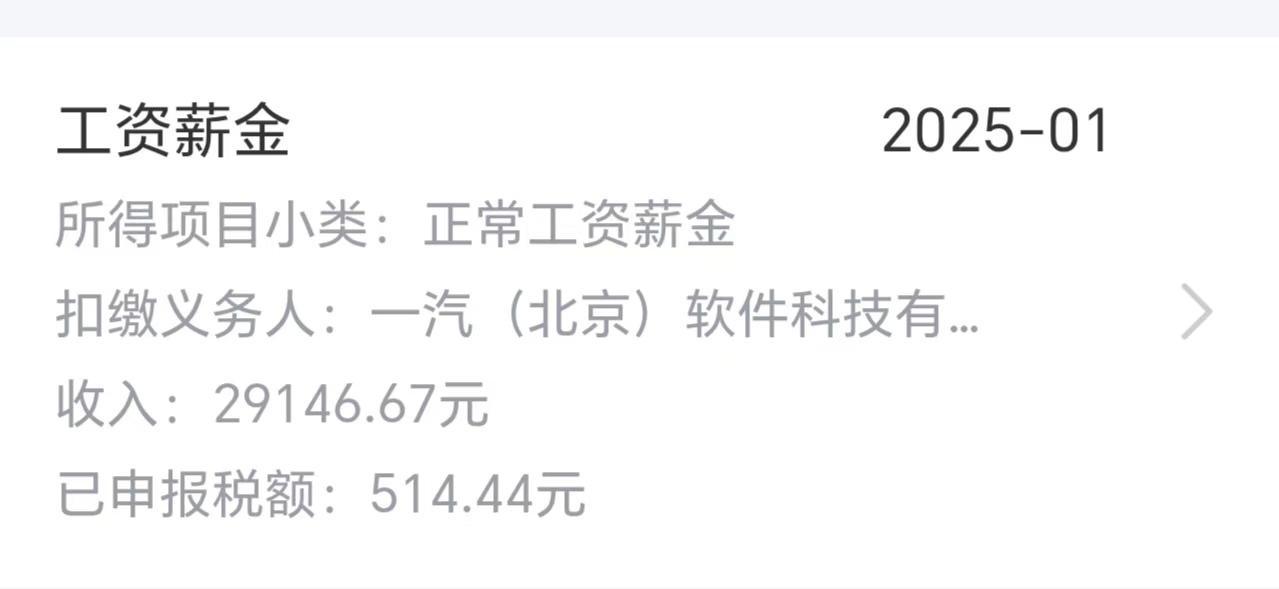 工资薪金 2025-01
所得项目小类：正常工资薪金
扣缴义务人：一汽（北京）软件科技有...
收入：29146.67元
已申报税额：514.44元